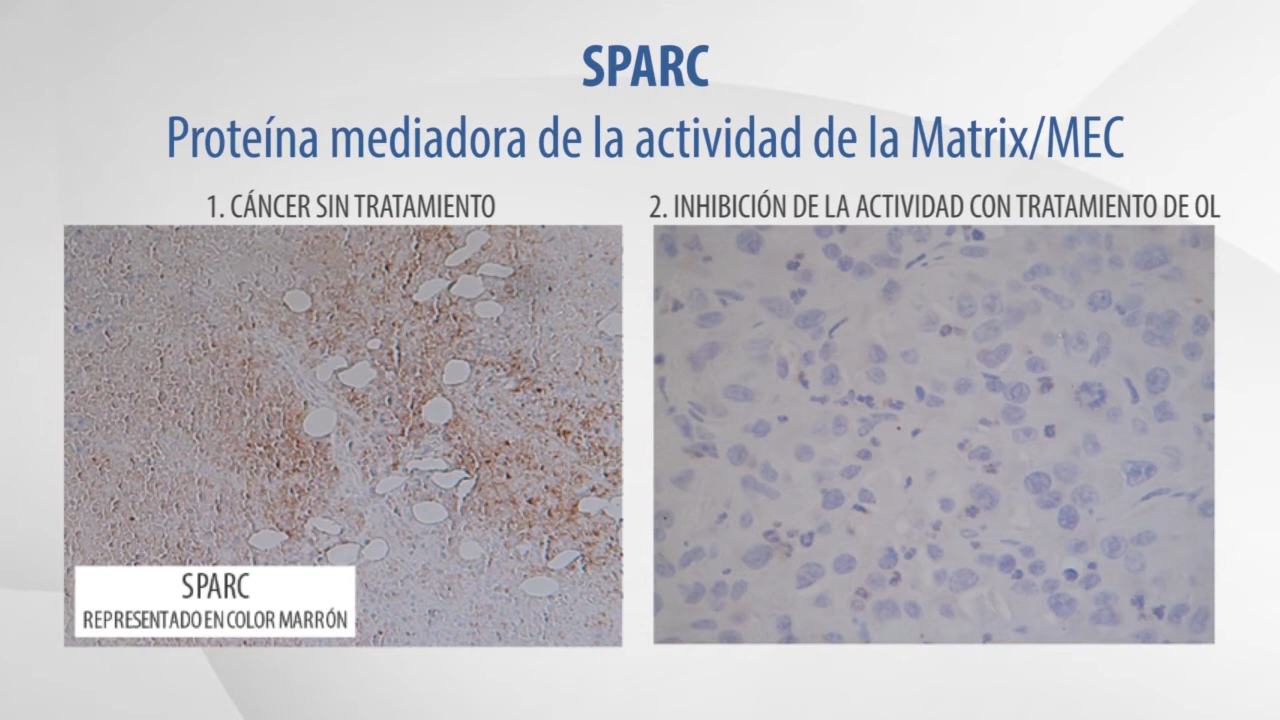 SPARC
Proteína mediadora de la actividad de la Matrix/MEC
1. CÁNCER SIN TRATAMIENTO
2. INHIBICIÓN DE LA ACTIVIDAD CON TRATAMIENTO DE OL
SPARC
REPRESENTADO EN COLOR MARRÓN